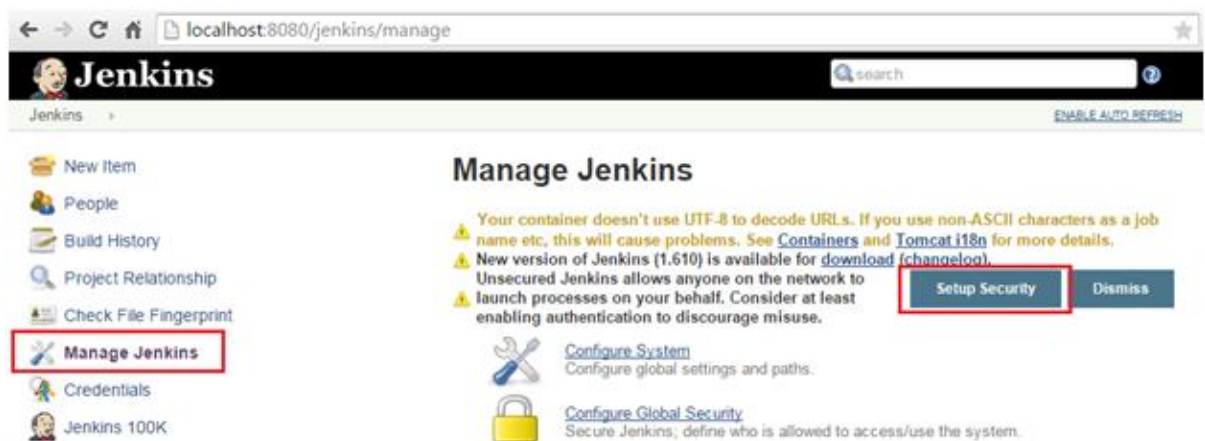 localhost:8080/jenkins/manage
Jenkins
search
Jenkins
ENABLE AUTO REFRESH
New Item
People
Build History
Project Relationship
Check File Fingerprint
Manage Jenkins
Credentials
Jenkins 100K
Manage Jenkins
Your container doesn't use UTF-8 to decode URLs. If you use non-ASCII characters as a job
name etc, this will cause problems. See Containers and Tomcat i18n for more details.
New version of Jenkins (1.610) is available for download (changelog).
Unsecured Jenkins allows anyone on the network to
launch processes on your behalf. Consider at least
enabling authentication to discourage misuse.
Setup Security
Dismiss
Configure System
Configure global settings and paths.
Configure Global Security
Secure Jenkins; define who is allowed to access/use the system.